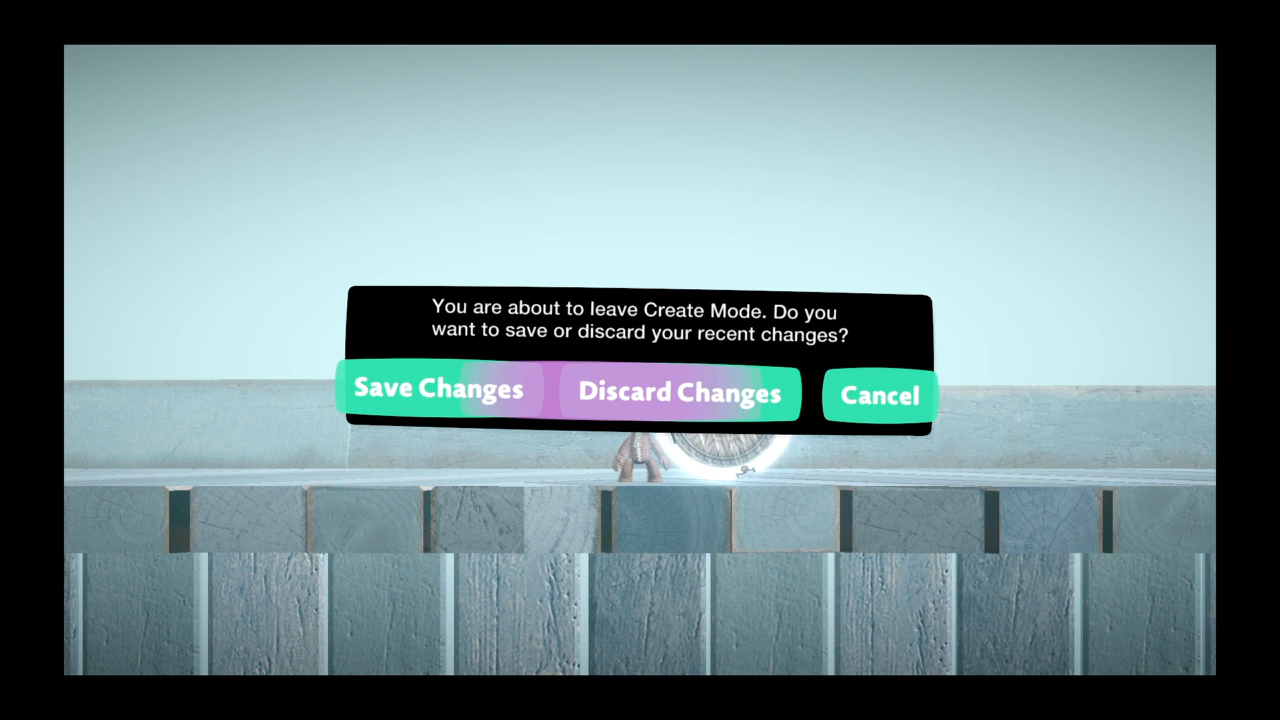 You are about to leave Create Mode. Do you
want to save or discard your recent changes?
Save Changes
Discard Changes
Cancel